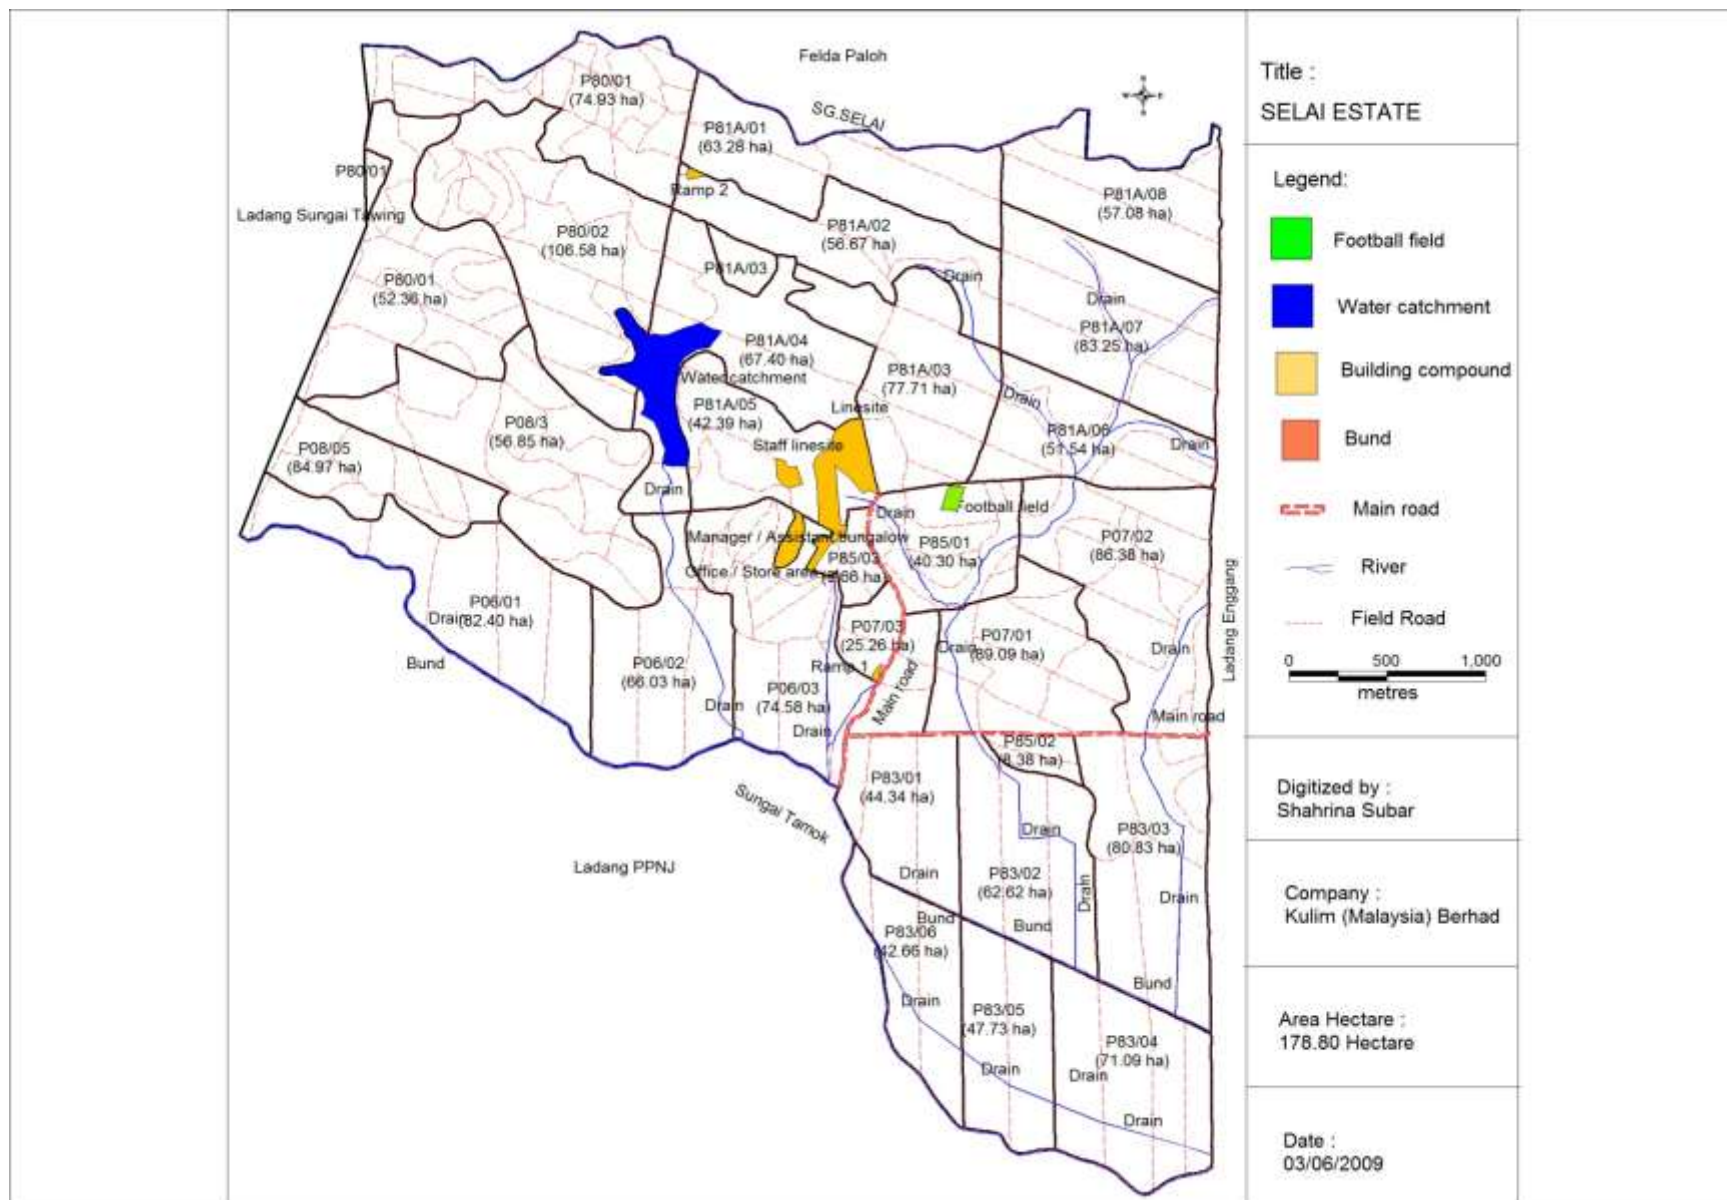 Felda Paloh
SG.SELAI
P80/01
(74.93 ha)
P81A/01
(63.28 ha)
Ramp 2
P80/01
Ladang Sungai Tawing
P81A/08
(57.08 ha)
P80/02
(106.58 ha)
P81A/02
(56.67 ha)
P81A/03
Drain
P80/01
(52.36 ha)
Drain
P81A/07
(83.25 ha)
P81A/04
(67.40 ha)
Water catchment
P81A/03
(77.71 ha)
P81A/05
(42.39 ha)
Linesite
Drain
P08/3
(56.85 ha)
Staff linesite
P81A/06
(51.54 ha)
Drain
P08/05
(84.97 ha)
Drain
Drain
Football field
Manager / Assistant bungalow
P85/01
(40.30 ha)
P07/02
(86.38 ha)
Office / Store area
P85/03
Ladang Enggang
P06/01
(82.40 ha)
Drain
Bund
P07/03
(25.26 ha)
P07/01
(89.09 ha)
Drain
Drain
P06/02
(66.03 ha)
Ramp 1
P06/03
(74.58 ha)
Main road
Drain
Drain
Main road
P85/02
(8.38 ha)
P83/01
(44.34 ha)
Sungai Tamok
Ladang PPNJ
Drain
P83/03
(80.83 ha)
Drain
P83/02
(62.62 ha)
Drain
Drain
Bund
Bund
P83/06
(42.66 ha)
Bund
Drain
P83/05
(47.73 ha)
P83/04
(71.09 ha)
Drain
Drain
Drain
Title :
SELAI ESTATE
Legend:
Football field
Water catchment
Building compound
Bund
Main road
River
Field Road
0 500 1,000
metres
Digitized by :
Shahrina Subar
Company :
Kulim (Malaysia) Berhad
Area Hectare :
178.80 Hectare
Date :
03/06/2009